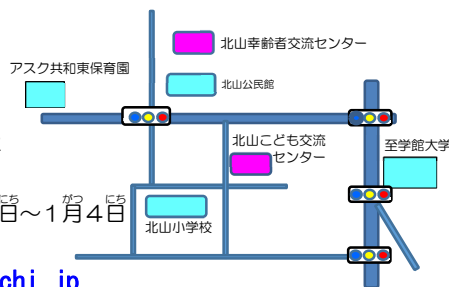 北山幸齢者交流センター
アスク共和東保育園
北山公民館
北山こども交流
センター
至学館大学
にち がつ にち
日～1月4日
北山小学校
chi.jp